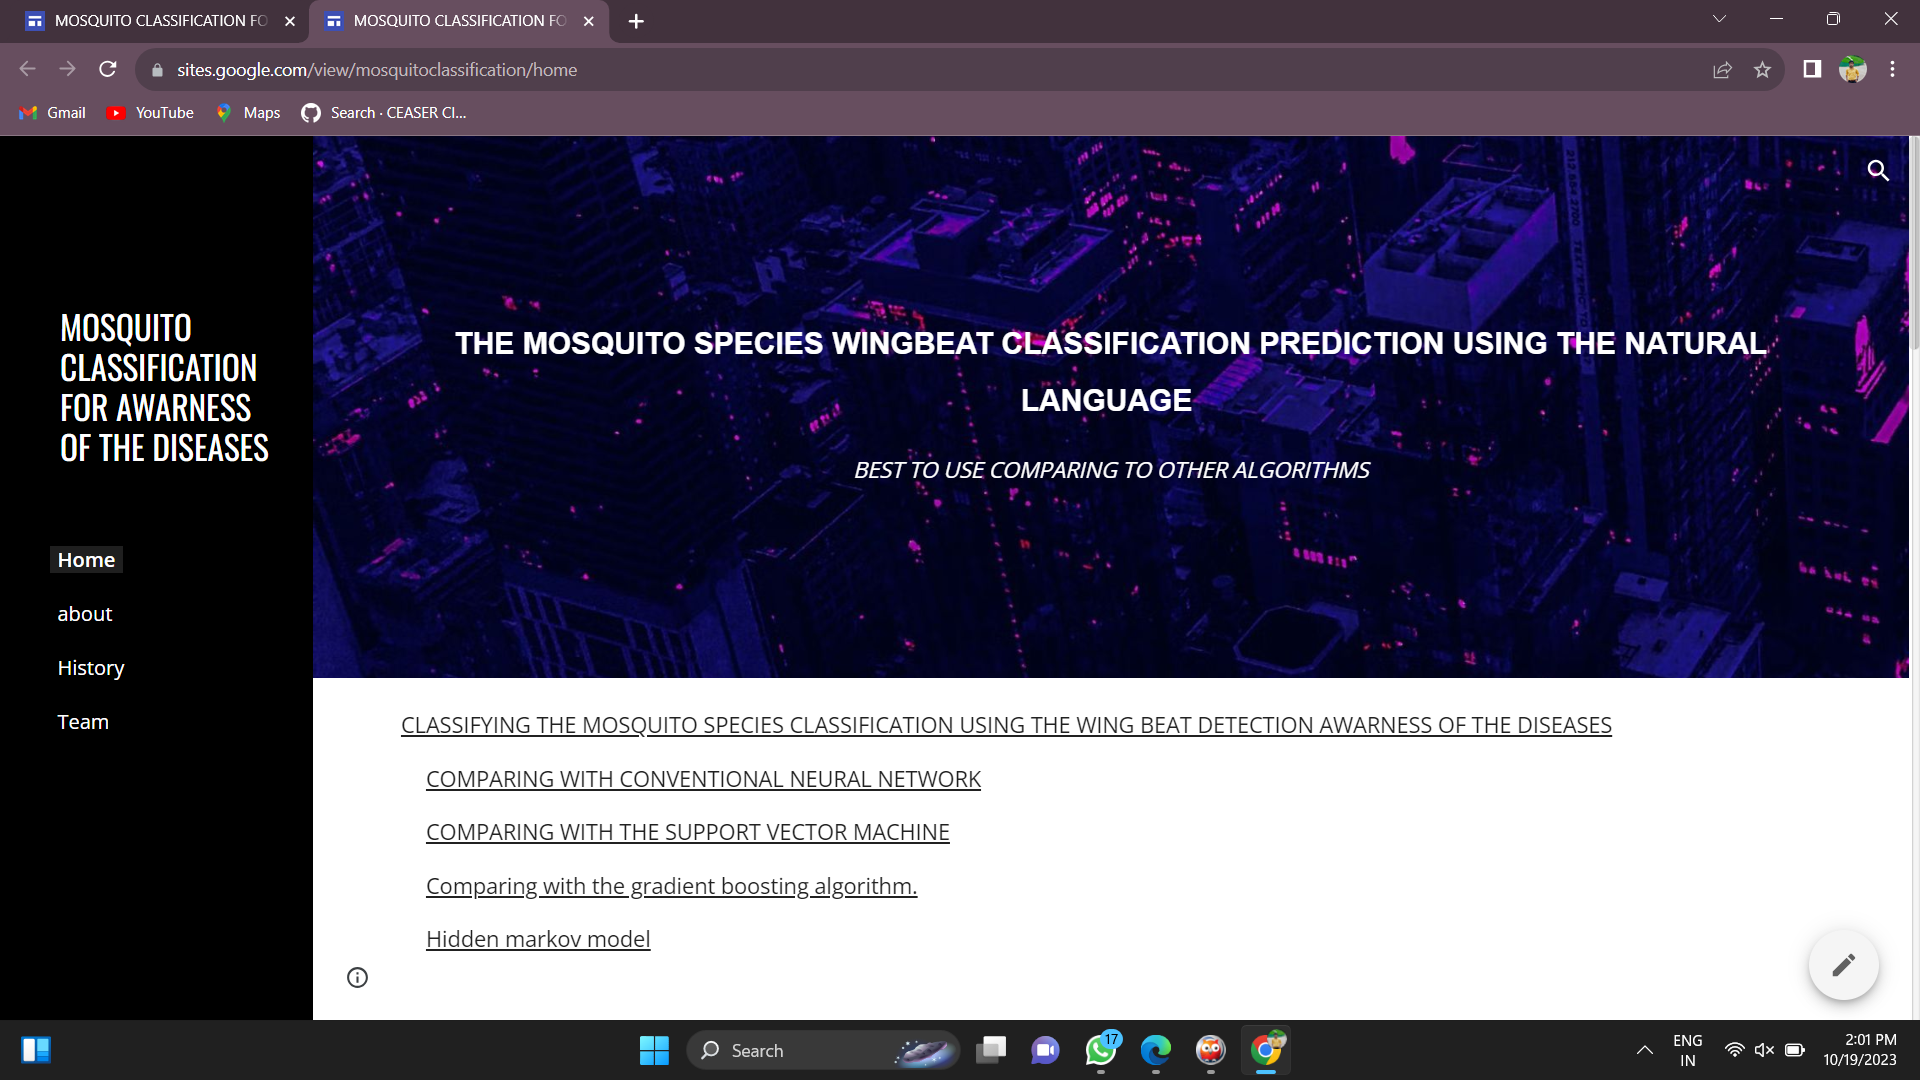 MOSQUITO CLASSIFICATION FO
MOSQUITO CLASSIFICATION FO
sites.google.com/view/mosquitoclassification/home
Gmail
YouTube
Maps
Search · CEASER CI...
MOSQUITO
CLASSIFICATION
FOR AWARNESS
OF THE DISEASES
Home
about
History
Team
THE MOSQUITO SPECIES WINGBEAT CLASSIFICATION PREDICTION USING THE NATURAL
LANGUAGE
BEST TO USE COMPARING TO OTHER ALGORITHMS
CLASSIFYING THE MOSQUITO SPECIES CLASSIFICATION USING THE WING BEAT DETECTION AWARNESS OF THE DISEASES
COMPARING WITH CONVENTIONAL NEURAL NETWORK
COMPARING WITH THE SUPPORT VECTOR MACHINE
Comparing with the gradient boosting algorithm.
Hidden markov model
Search
17
ENG
IN
2:01 PM
10/19/2023